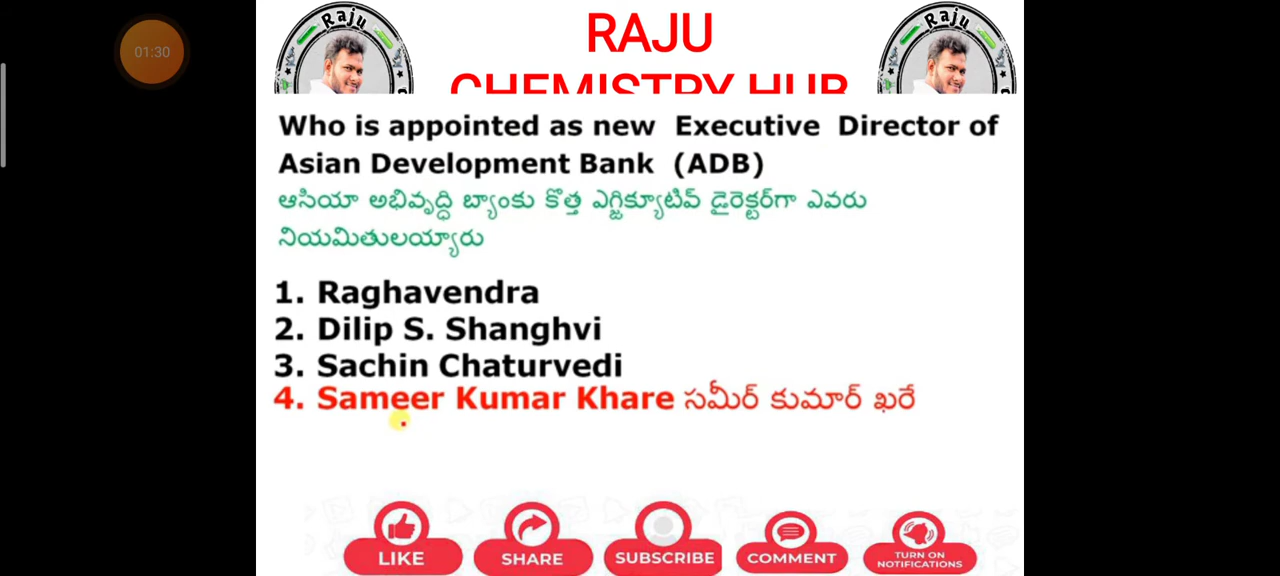 01:30
Raju
Raju
RAJU
CHEMISTRY HUB
Who is appointed as new Executive Director of
Asian Development Bank (ADB)
ఆసియా అభివృద్ధి బ్యాంకు కొత్త ఎగ్జిక్యూటివ్ డైరెక్టర్‌గా ఎవరు
నియమితులయ్యారు
1. Raghavendra
2. Dilip S. Shanghvi
3. Sachin Chaturvedi
4. Sameer Kumar Khare సమీర్ కుమార్ ఖరే
LIKE
SHARE
SUBSCRIBE
COMMENT
TURN ON
NOTIFICATIONS